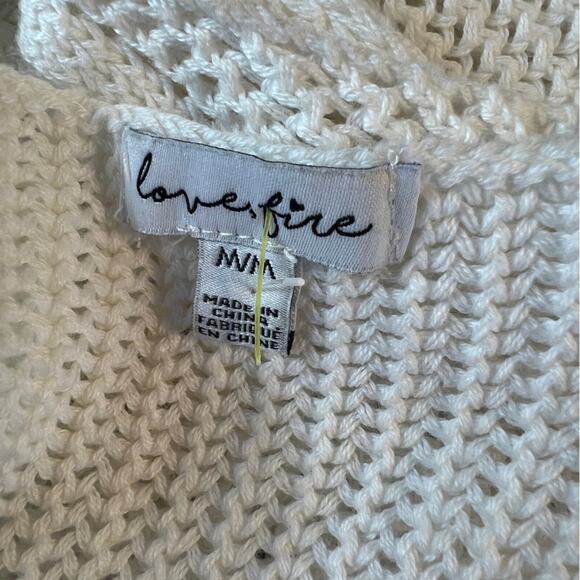 love, fire
M/M
MADE IN
CHINA
FABRIQUÉ
EN CHINE